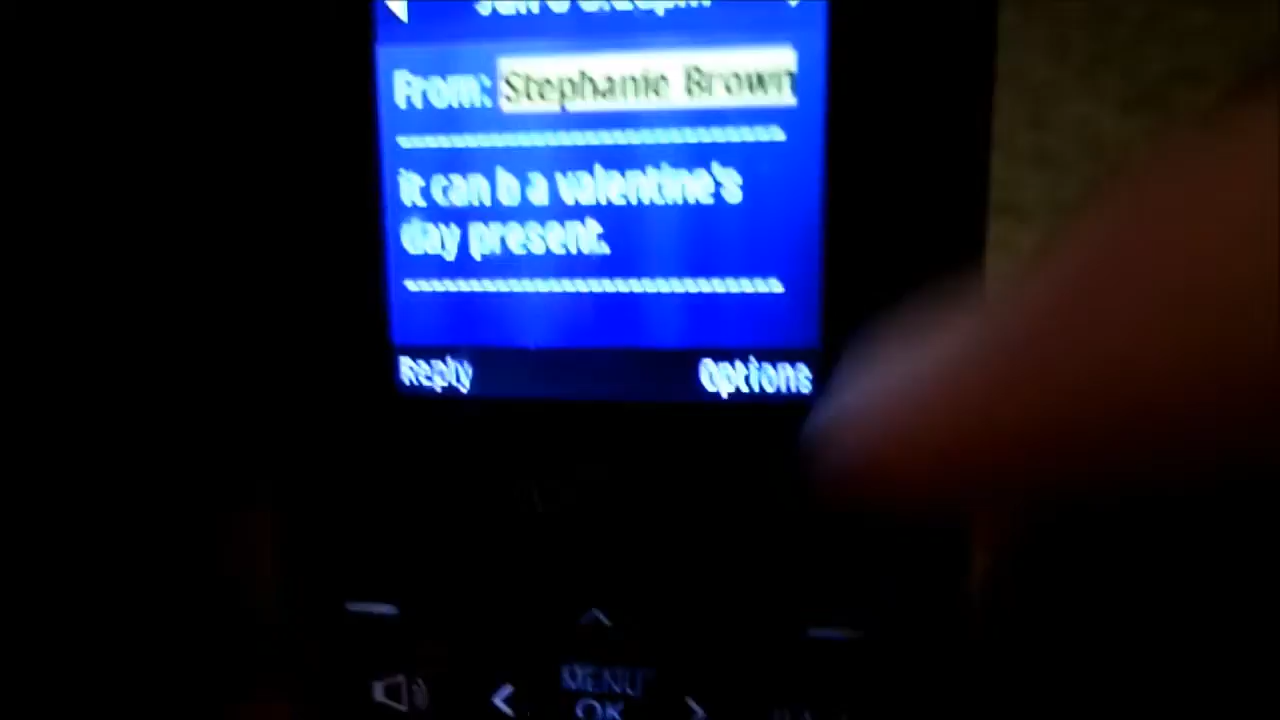 From: Stephanie Brown
it can b a valentine's
day present.
Reply Options
MENU
OK